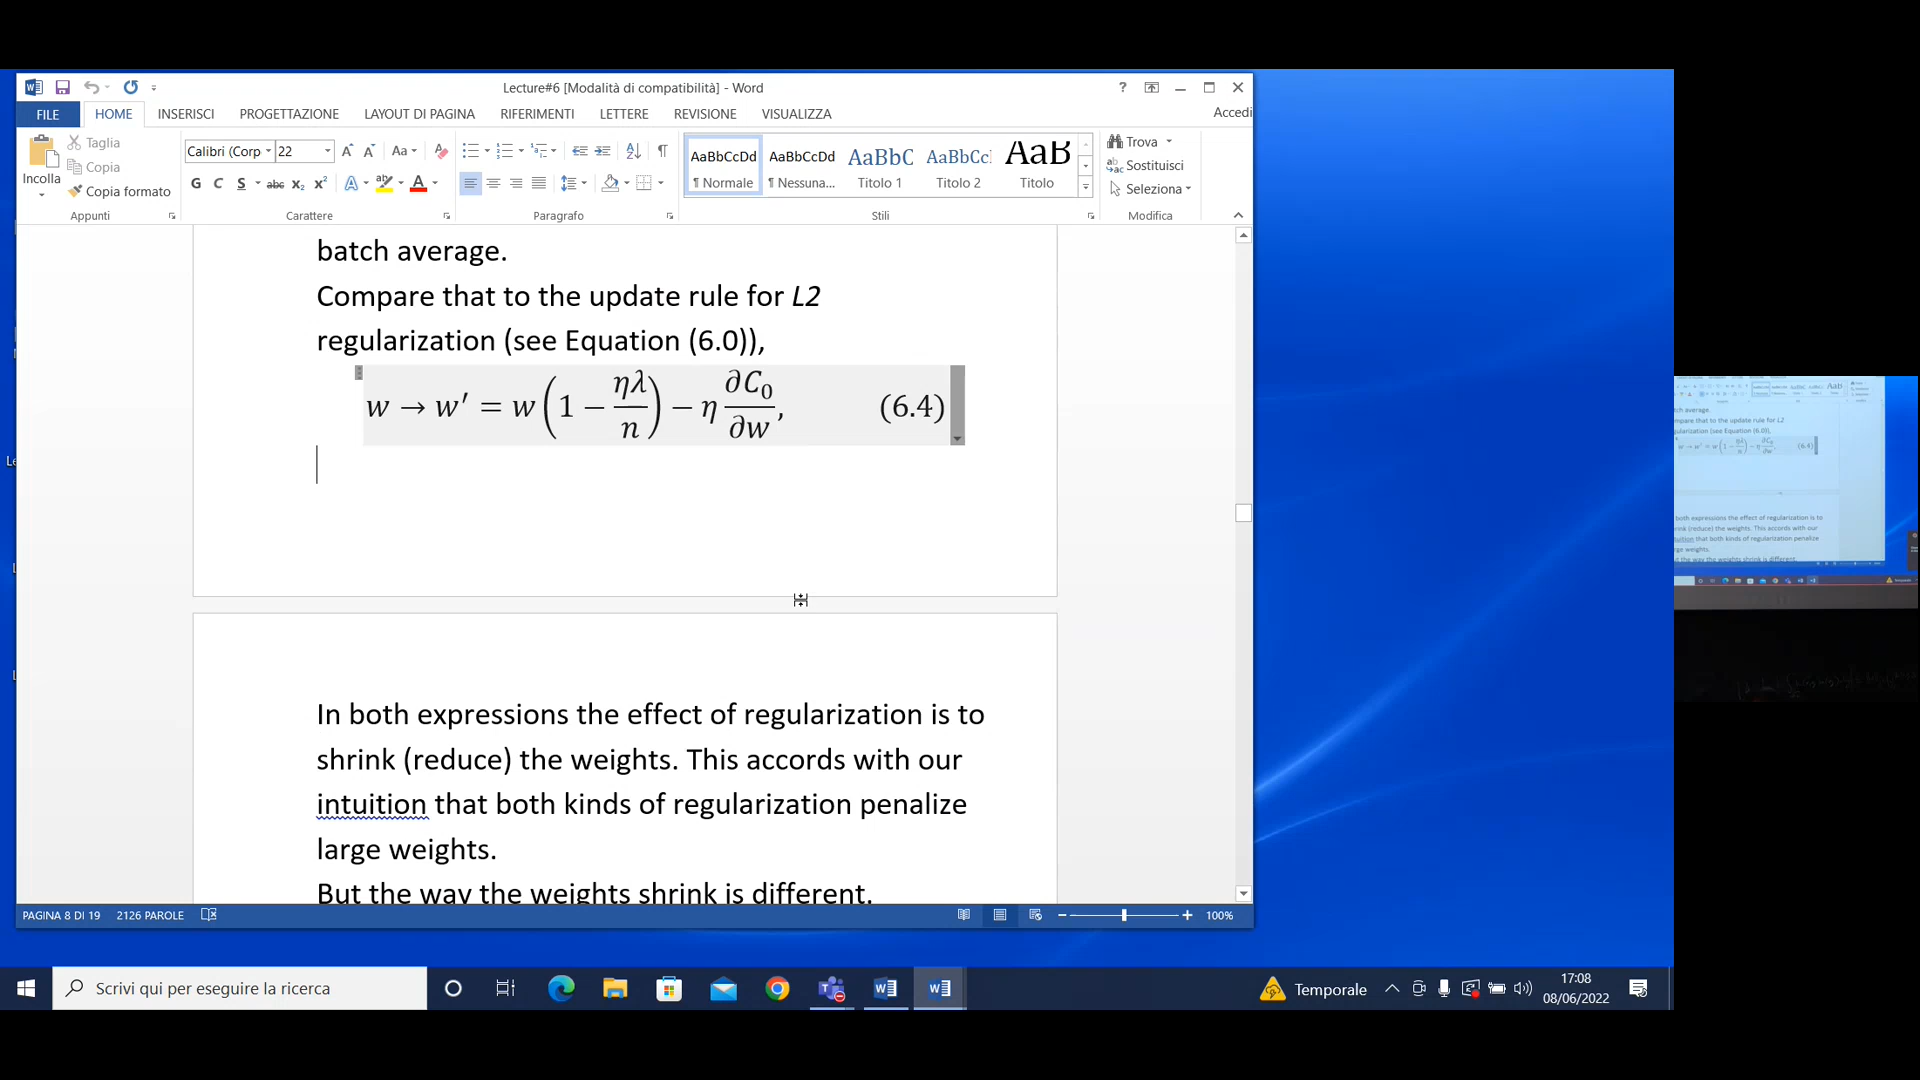 Lecture#6 [Modalità di compatibilità] - Word
?
FILE HOME INSERISCI PROGETTAZIONE LAYOUT DI PAGINA RIFERIMENTI LETTERE REVISIONE VISUALIZZA Accedi
Incolla
Taglia
Copia
Copia formato
Appunti
Calibri (Corp 22
G C S abc x₂ x²
Carattere
Paragrafo
AaBbCcDd AaBbCcDd AaBbC AaBbCc AaB
¶ Normale ¶ Nessuna... Titolo 1 Titolo 2 Titolo
Stili
Trova
Sostituisci
Seleziona
Modifica
batch average.
Compare that to the update rule for L2
regularization (see Equation (6.0)),
w → w′ = w(1 − ηλ/n) − η ∂C₀/∂w, (6.4)
In both expressions the effect of regularization is to
shrink (reduce) the weights. This accords with our
intuition that both kinds of regularization penalize
large weights.
But the way the weights shrink is different.
PAGINA 8 DI 19 2126 PAROLE 100%
Scrivi qui per eseguire la ricerca
Temporale
17:08
08/06/2022